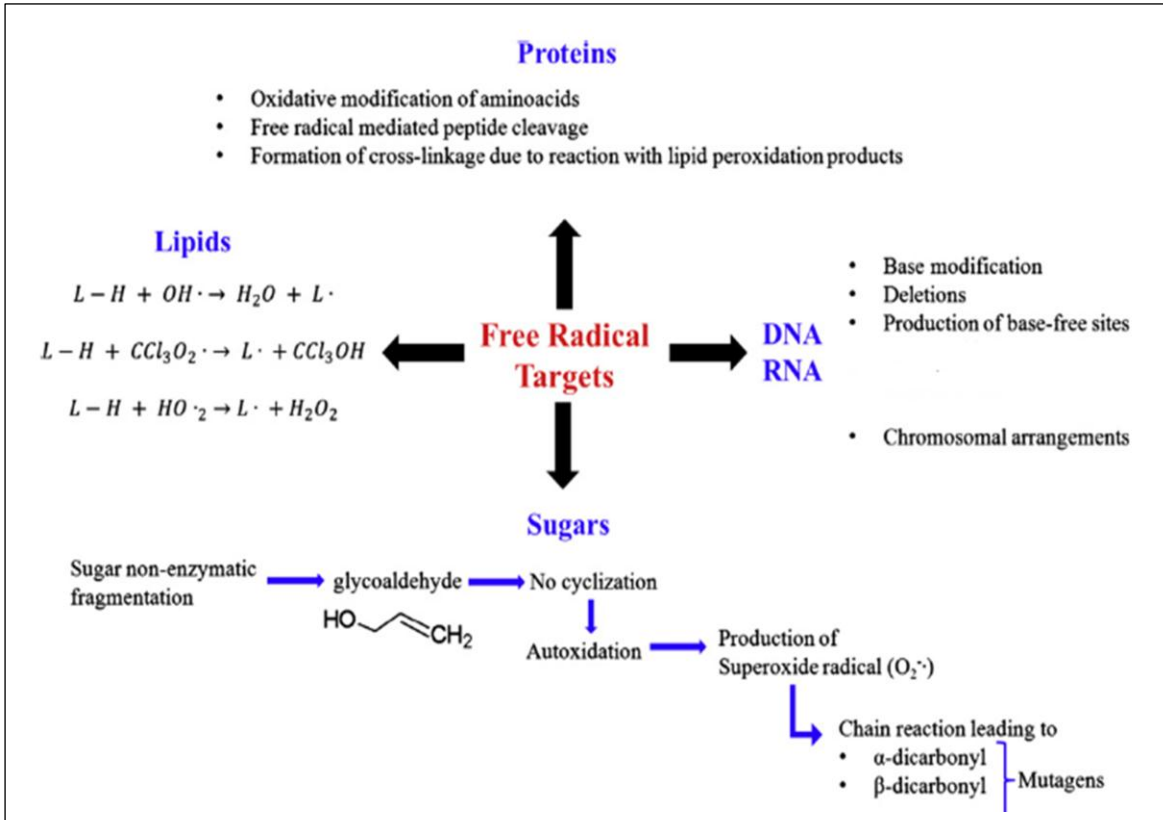 Proteins
• Oxidative modification of aminoacids
• Free radical mediated peptide cleavage
• Formation of cross-linkage due to reaction with lipid peroxidation products
Lipids
L − H + OH· → H₂O + L·
L − H + CCl₃O₂· → L· + CCl₃OH
L − H + HO·₂ → L· + H₂O₂
Free Radical
Targets
DNA
RNA
• Base modification
• Deletions
• Production of base-free sites
• Chromosomal arrangements
Sugars
Sugar non-enzymatic
fragmentation
glycoaldehyde
HO CH₂
No cyclization
Autoxidation
Production of
Superoxide radical (O₂⁻·)
Chain reaction leading to
• α-dicarbonyl
• β-dicarbonyl
Mutagens